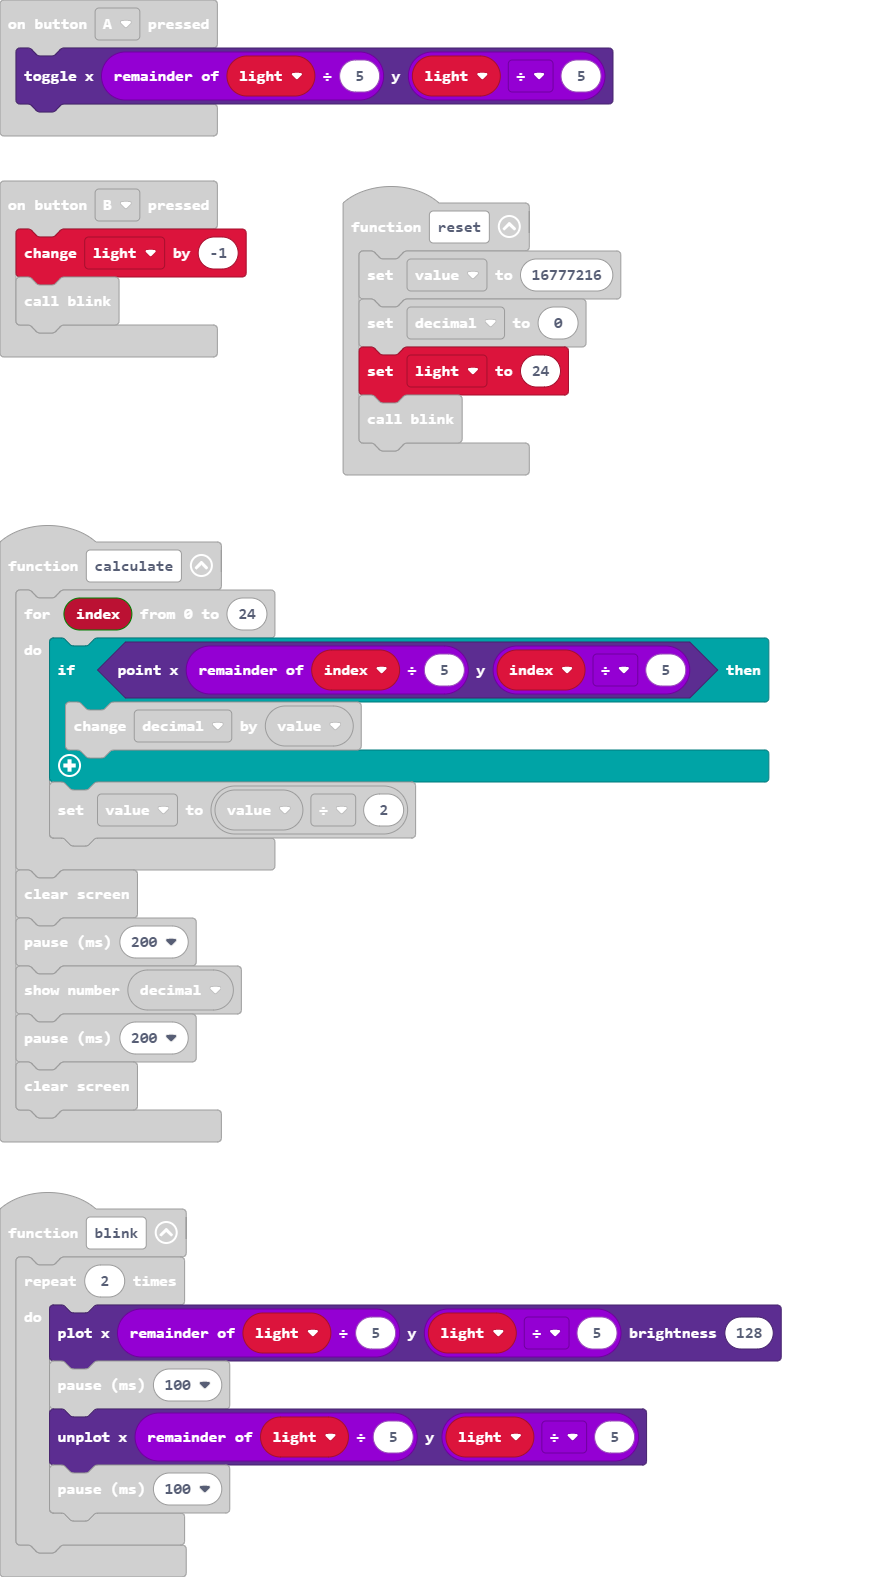 on button A pressed
toggle x remainder of light ÷ 5 y light ÷ 5
on button B pressed
change light by -1
call blink
function reset
set value to 16777216
set decimal to 0
set light to 24
call blink
function calculate
for index from 0 to 24
do
if point x remainder of index ÷ 5 y index ÷ 5 then
change decimal by value
set value to value ÷ 2
clear screen
pause (ms) 200
show number decimal
pause (ms) 200
clear screen
function blink
repeat 2 times
do
plot x remainder of light ÷ 5 y light ÷ 5 brightness 128
pause (ms) 100
unplot x remainder of light ÷ 5 y light ÷ 5
pause (ms) 100